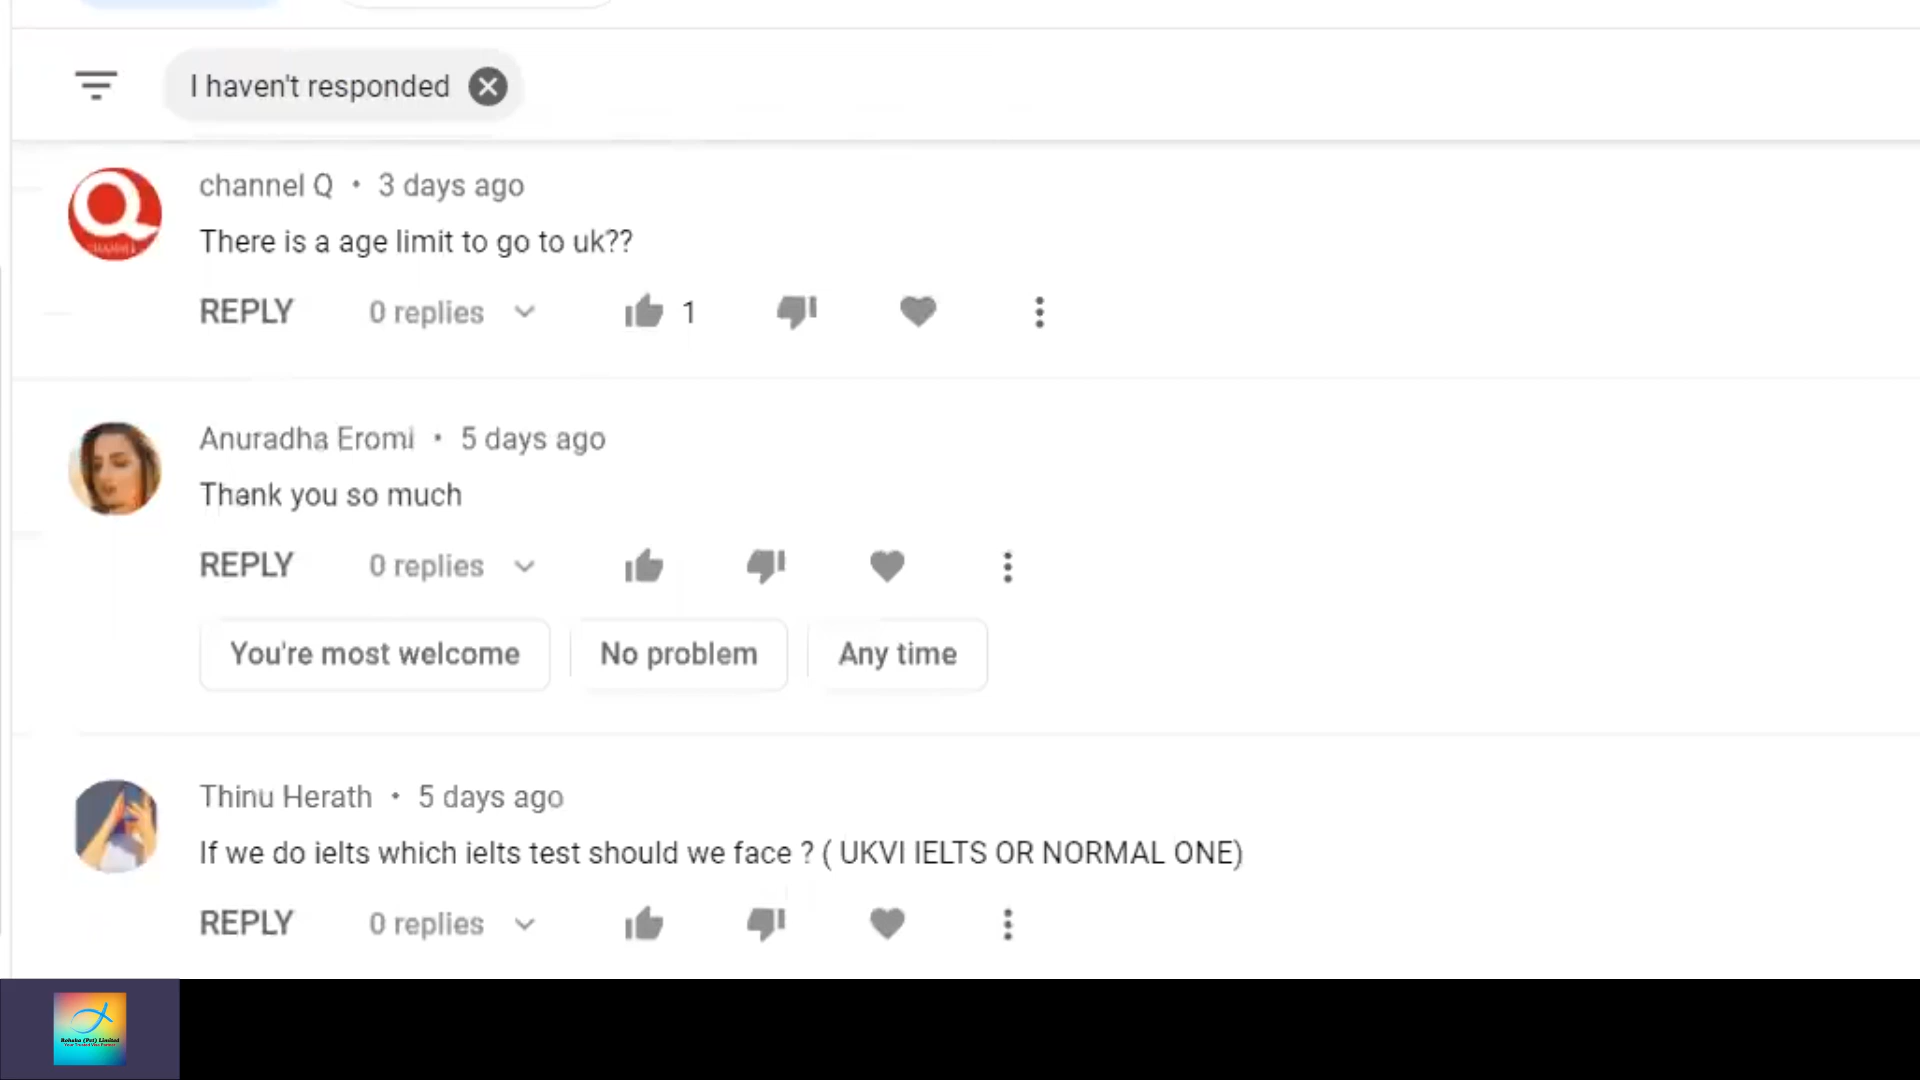 I haven't responded
channel Q • 3 days ago
There is a age limit to go to uk??
REPLY 0 replies 1
Anuradha Eromi • 5 days ago
Thank you so much
REPLY 0 replies
You're most welcome No problem Any time
Thinu Herath • 5 days ago
If we do ielts which ielts test should we face ? ( UKVI IELTS OR NORMAL ONE)
REPLY 0 replies
(Pvt) Limited